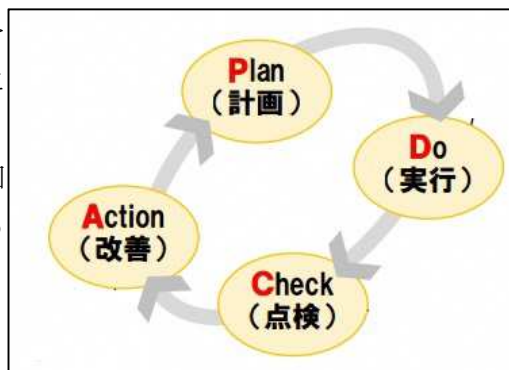 Plan
（計画）
Do
（実行）
Check
（点検）
Action
（改善）